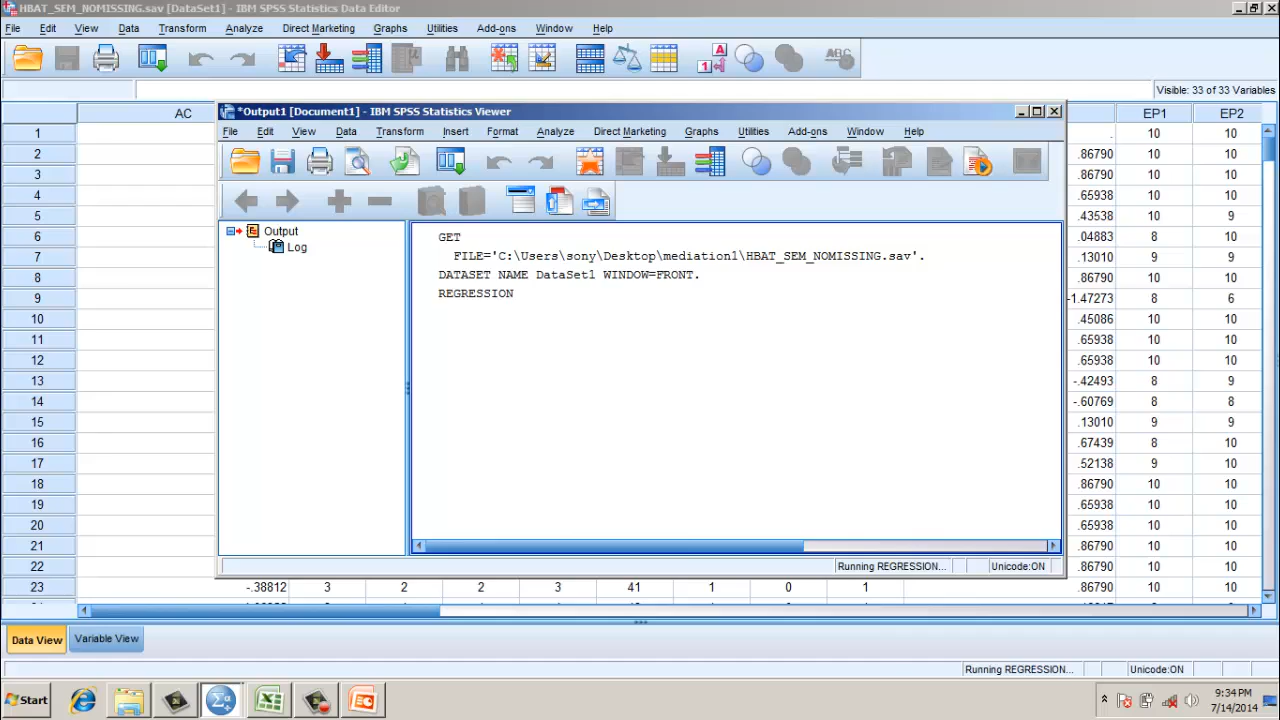 HBAT_SEM_NOMISSING.sav [DataSet1] - IBM SPSS Statistics Data Editor
File Edit View Data Transform Analyze Direct Marketing Graphs Utilities Add-ons Window Help
Visible: 33 of 33 Variables
AC EP1 EP2
1 . 10 10
2 .86790 10 10
3 .86790 10 10
4 .65938 10 10
5 .43538 10 9
6 .04883 8 10
7 .13010 9 9
8 .86790 10 10
9 -1.47273 8 6
10 .45086 10 10
11 .65938 10 10
12 .65938 10 10
13 -.42493 8 9
14 -.60769 8 8
15 .13010 9 9
16 .67439 8 10
17 .52138 9 10
18 .86790 10 10
19 .65938 10 10
20 .65938 10 10
21 .86790 10 10
22 .86790 10 10
23 -.38812 3 2 2 3 41 1 0 1 .86790 10 10
*Output1 [Document1] - IBM SPSS Statistics Viewer
File Edit View Data Transform Insert Format Analyze Direct Marketing Graphs Utilities Add-ons Window Help
Output
Log
GET
FILE='C:\Users\sony\Desktop\mediation1\HBAT_SEM_NOMISSING.sav'.
DATASET NAME DataSet1 WINDOW=FRONT.
REGRESSION
Running REGRESSION... Unicode:ON
Data View Variable View
Running REGRESSION... Unicode:ON
Start
9:34 PM
7/14/2014